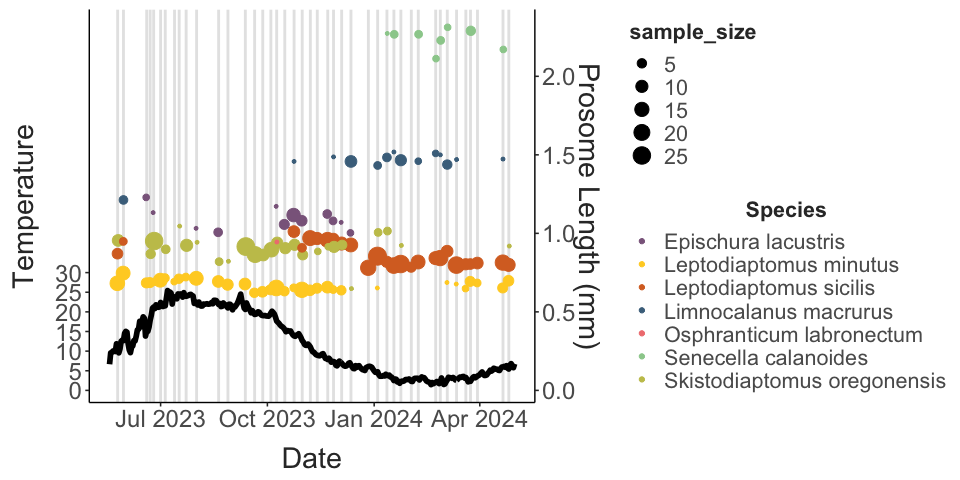 Temperature
30
25
20
15
10
5
0
2.0
1.5
1.0
0.5
0.0
Prosome Length (mm)
Jul 2023 Oct 2023 Jan 2024 Apr 2024
Date
sample_size
5
10
15
20
25
Species
Epischura lacustris
Leptodiaptomus minutus
Leptodiaptomus sicilis
Limnocalanus macrurus
Osphranticum labronectum
Senecella calanoides
Skistodiaptomus oregonensis